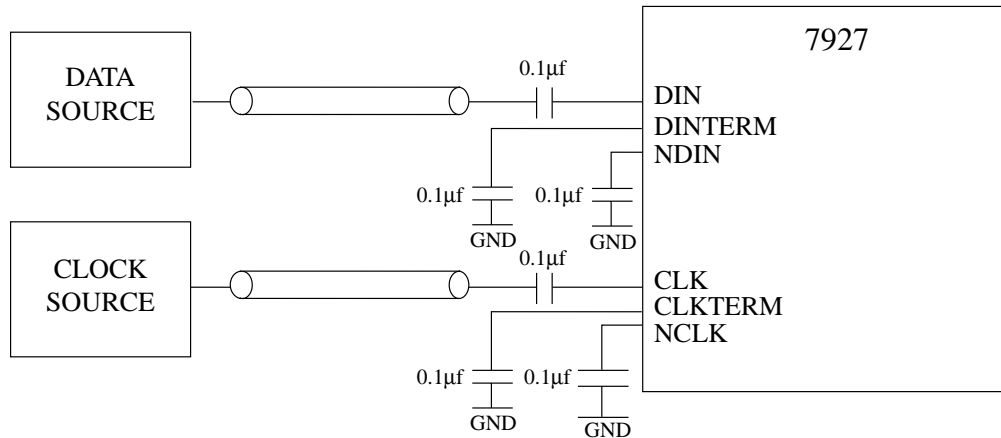 7927
DATA
SOURCE
0.1µf
DIN
DINTERM
NDIN
0.1µf
0.1µf
GND
GND
CLOCK
SOURCE
0.1µf
CLK
CLKTERM
NCLK
0.1µf
0.1µf
GND
GND